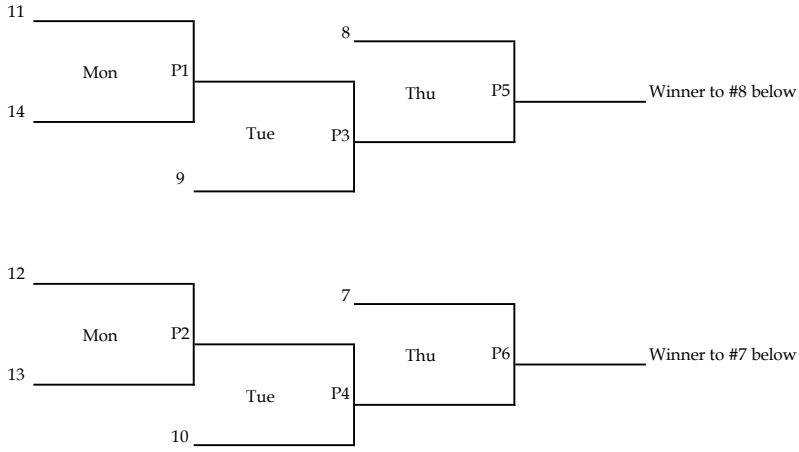 11
8
Mon
P1
Thu
P5
Winner to #8 below
14
Tue
P3
9
12
7
Mon
P2
Thu
P6
Winner to #7 below
13
Tue
P4
10